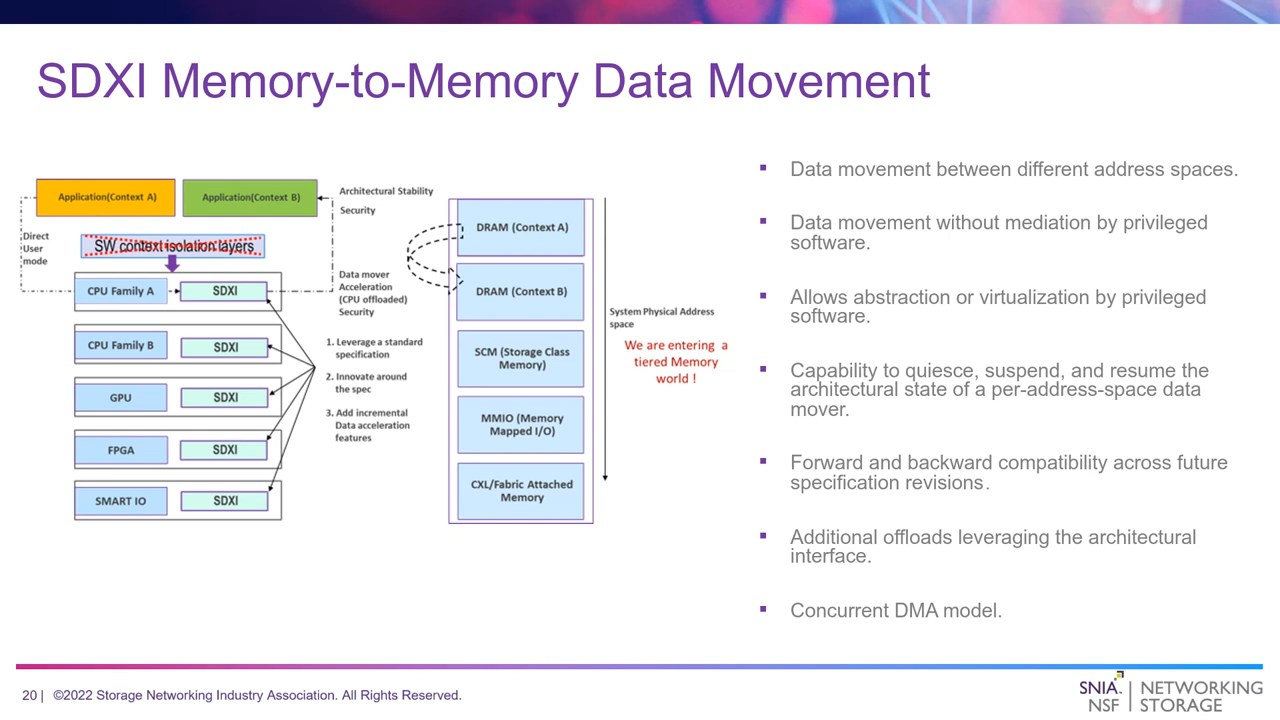 SDXI Memory-to-Memory Data Movement
Application(Context A)
Application(Context B)
Architectural Stability
Security
Direct
User
mode
SW context isolation layers
CPU Family A
SDXI
Data mover
Acceleration
(CPU offloaded)
Security
CPU Family B
SDXI
GPU
SDXI
FPGA
SDXI
SMART IO
SDXI
1. Leverage a standard
specification
2. Innovate around
the spec
3. Add incremental
Data acceleration
features
DRAM (Context A)
DRAM (Context B)
SCM (Storage Class
Memory)
MMIO (Memory
Mapped I/O)
CXL/Fabric Attached
Memory
System Physical Address
space
We are entering a
tiered Memory
world !
▪ Data movement between different address spaces.
▪ Data movement without mediation by privileged
software.
▪ Allows abstraction or virtualization by privileged
software.
▪ Capability to quiesce, suspend, and resume the
architectural state of a per-address-space data
mover.
▪ Forward and backward compatibility across future
specification revisions.
▪ Additional offloads leveraging the architectural
interface.
▪ Concurrent DMA model.
20 | ©2022 Storage Networking Industry Association. All Rights Reserved.
SNIA. | NETWORKING
NSF | STORAGE